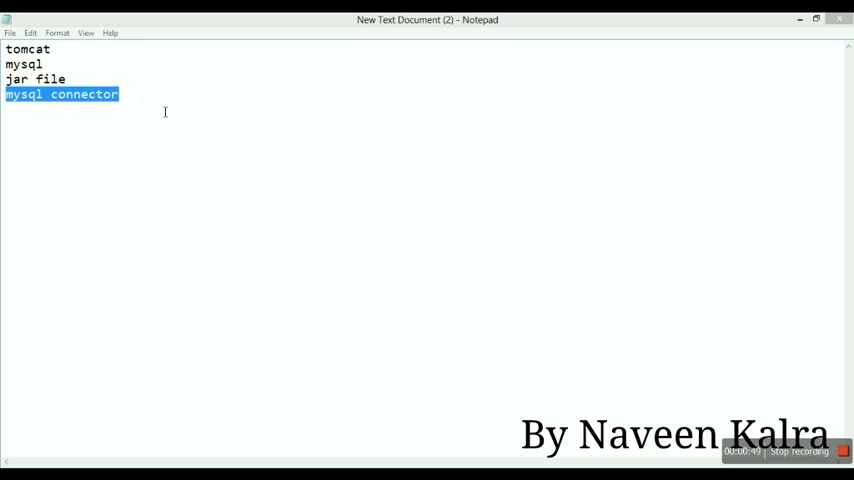 New Text Document (2) - Notepad
File Edit Format View Help
tomcat
mysql
jar file
mysql connector
By Naveen Kalra
00:00:49 | Stop recording